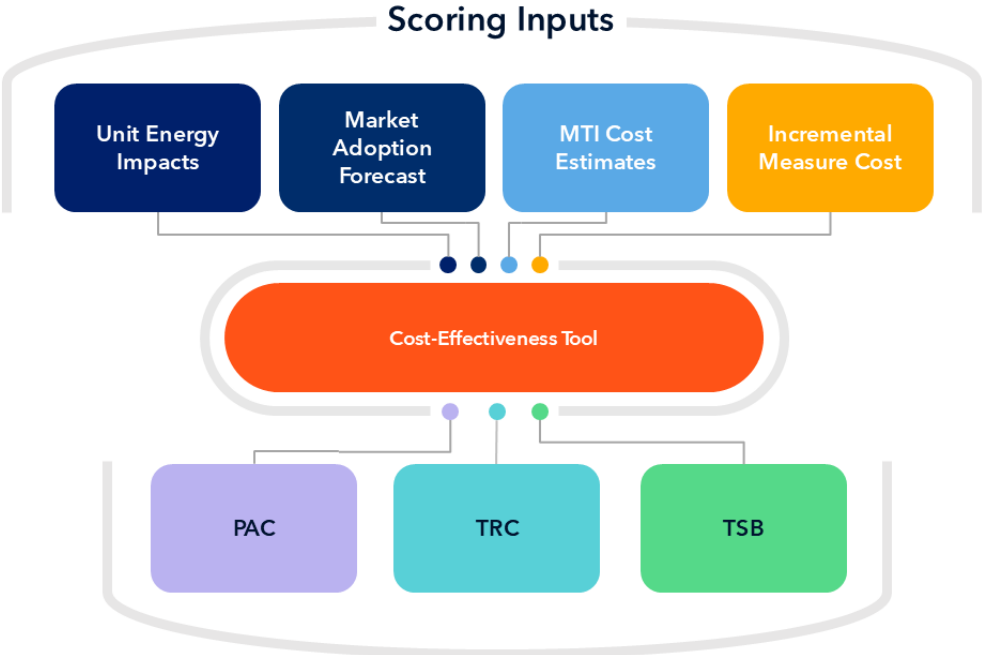 Scoring Inputs
Unit Energy
Impacts
Market
Adoption
Forecast
MTI Cost
Estimates
Incremental
Measure Cost
Cost-Effectiveness Tool
PAC
TRC
TSB